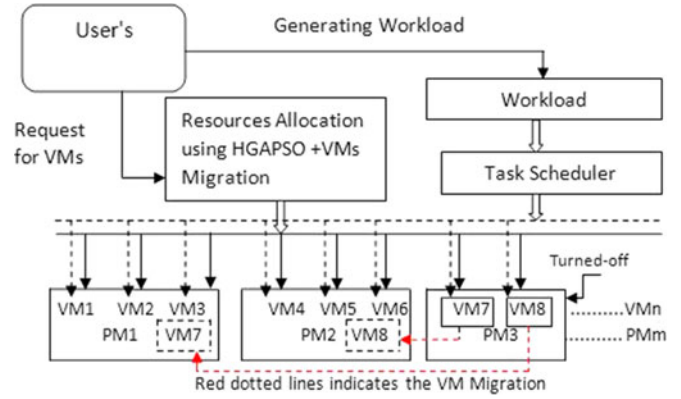 User's
Generating Workload
Workload
Request
for VMs
Resources Allocation
using HGAPSO +VMs
Migration
Task Scheduler
Turned-off
VM1 VM2 VM3 VM4 VM5 VM6 VM7 VM8 .......... VMn
PM1 VM7 PM2 VM8 PM3 .......... PMm
Red dotted lines indicates the VM Migration